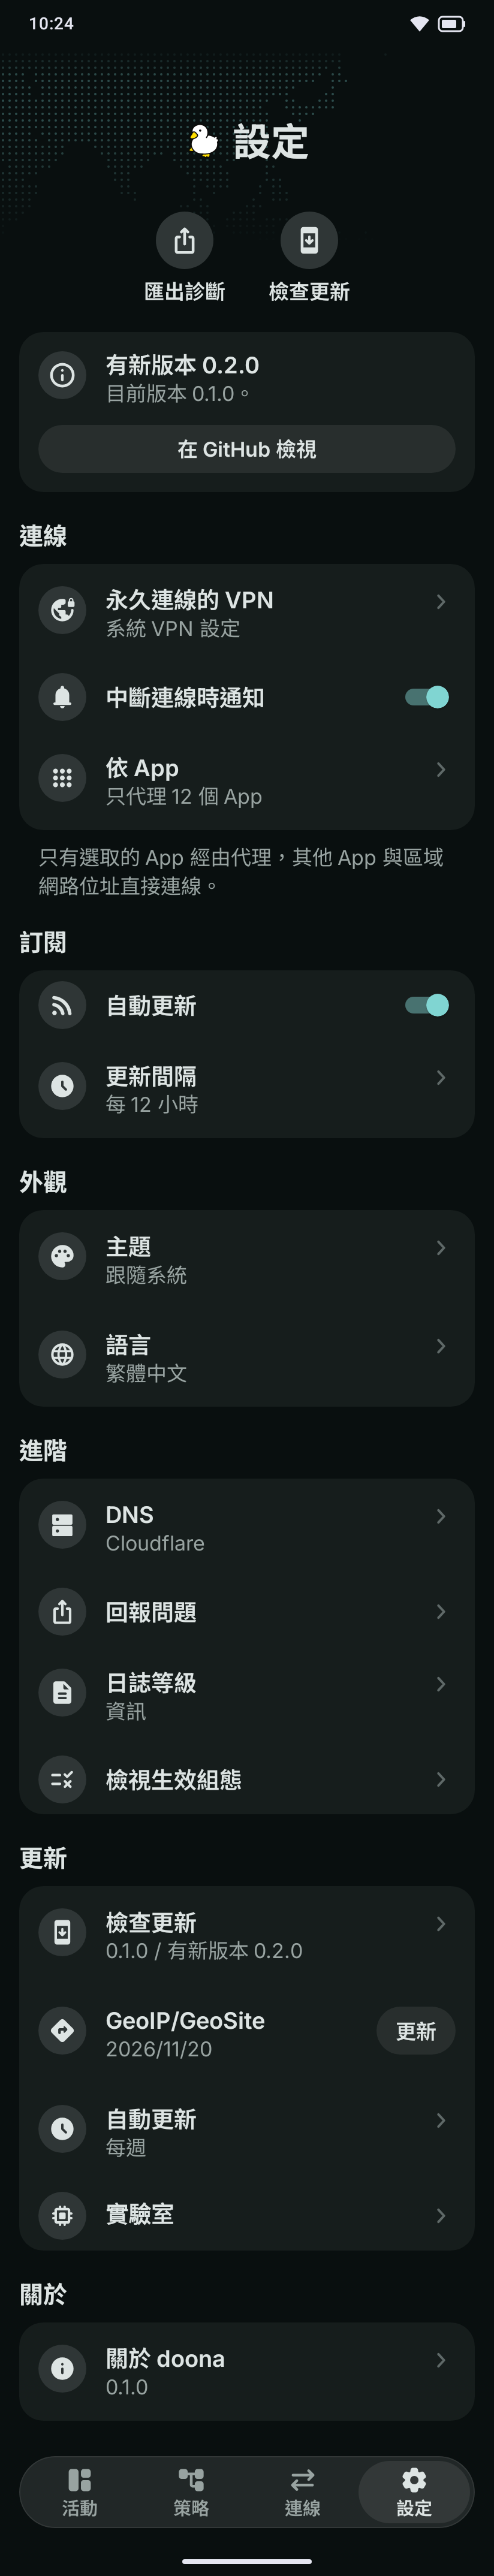 10:24
設定
匯出診斷
檢查更新
有新版本 0.2.0
目前版本 0.1.0。
在 GitHub 檢視
連線
永久連線的 VPN
系統 VPN 設定
中斷連線時通知
依 App
只代理 12 個 App
只有選取的 App 經由代理，其他 App 與區域
網路位址直接連線。
訂閱
自動更新
更新間隔
每 12 小時
外觀
主題
跟隨系統
語言
繁體中文
進階
DNS
Cloudflare
回報問題
日誌等級
資訊
檢視生效組態
更新
檢查更新
0.1.0 / 有新版本 0.2.0
GeoIP/GeoSite
2026/11/20
更新
自動更新
每週
實驗室
關於
關於 doona
0.1.0
活動
策略
連線
設定